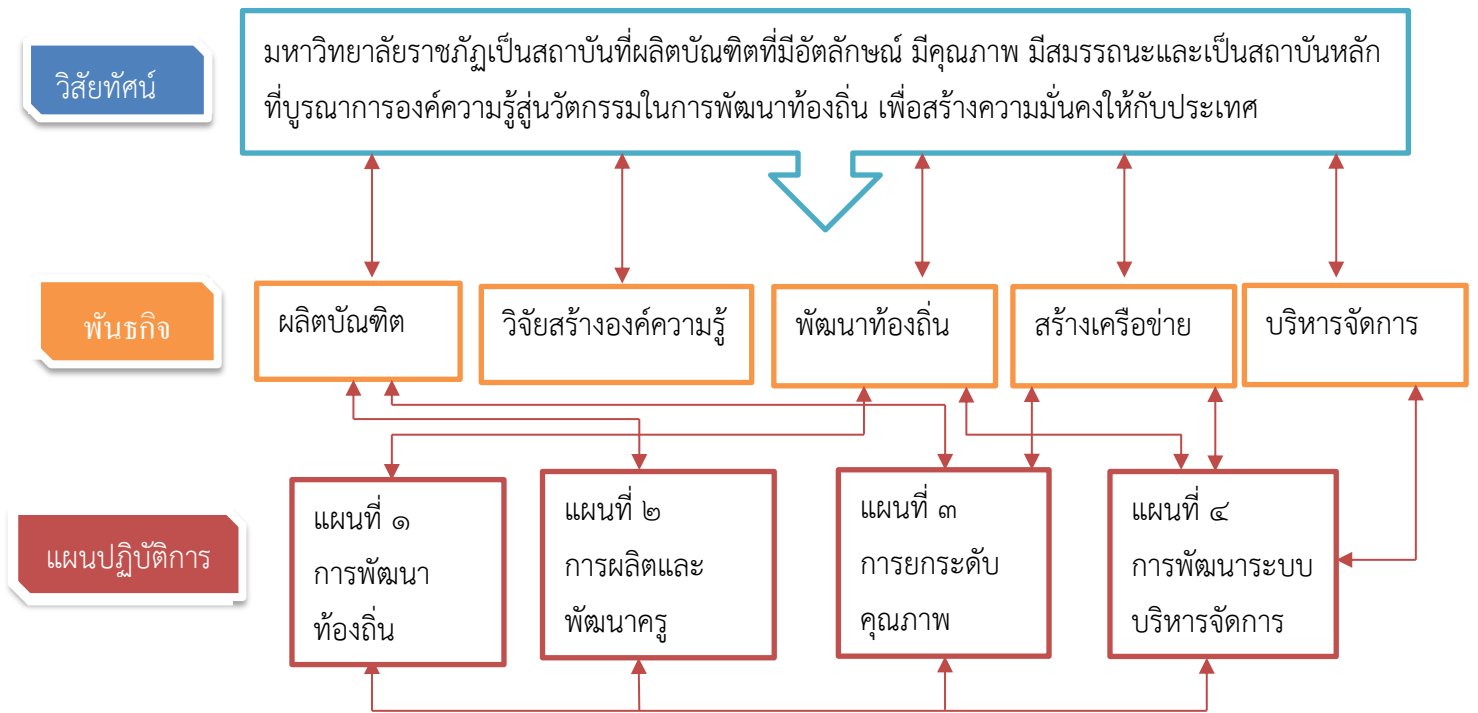 วิสัยทัศน์
มหาวิทยาลัยราชภัฏเป็นสถาบันที่ผลิตบัณฑิตที่มีอัตลักษณ์ มีคุณภาพ มีสมรรถนะและเป็นสถาบันหลัก
ที่บูรณาการองค์ความรู้สู่นวัตกรรมในการพัฒนาท้องถิ่น เพื่อสร้างความมั่นคงให้กับประเทศ
พันธกิจ
ผลิตบัณฑิต
วิจัยสร้างองค์ความรู้
พัฒนาท้องถิ่น
สร้างเครือข่าย
บริหารจัดการ
แผนปฏิบัติการ
แผนที่ ๑
การพัฒนา
ท้องถิ่น
แผนที่ ๒
การผลิตและ
พัฒนาครู
แผนที่ ๓
การยกระดับ
คุณภาพ
แผนที่ ๔
การพัฒนาระบบ
บริหารจัดการ